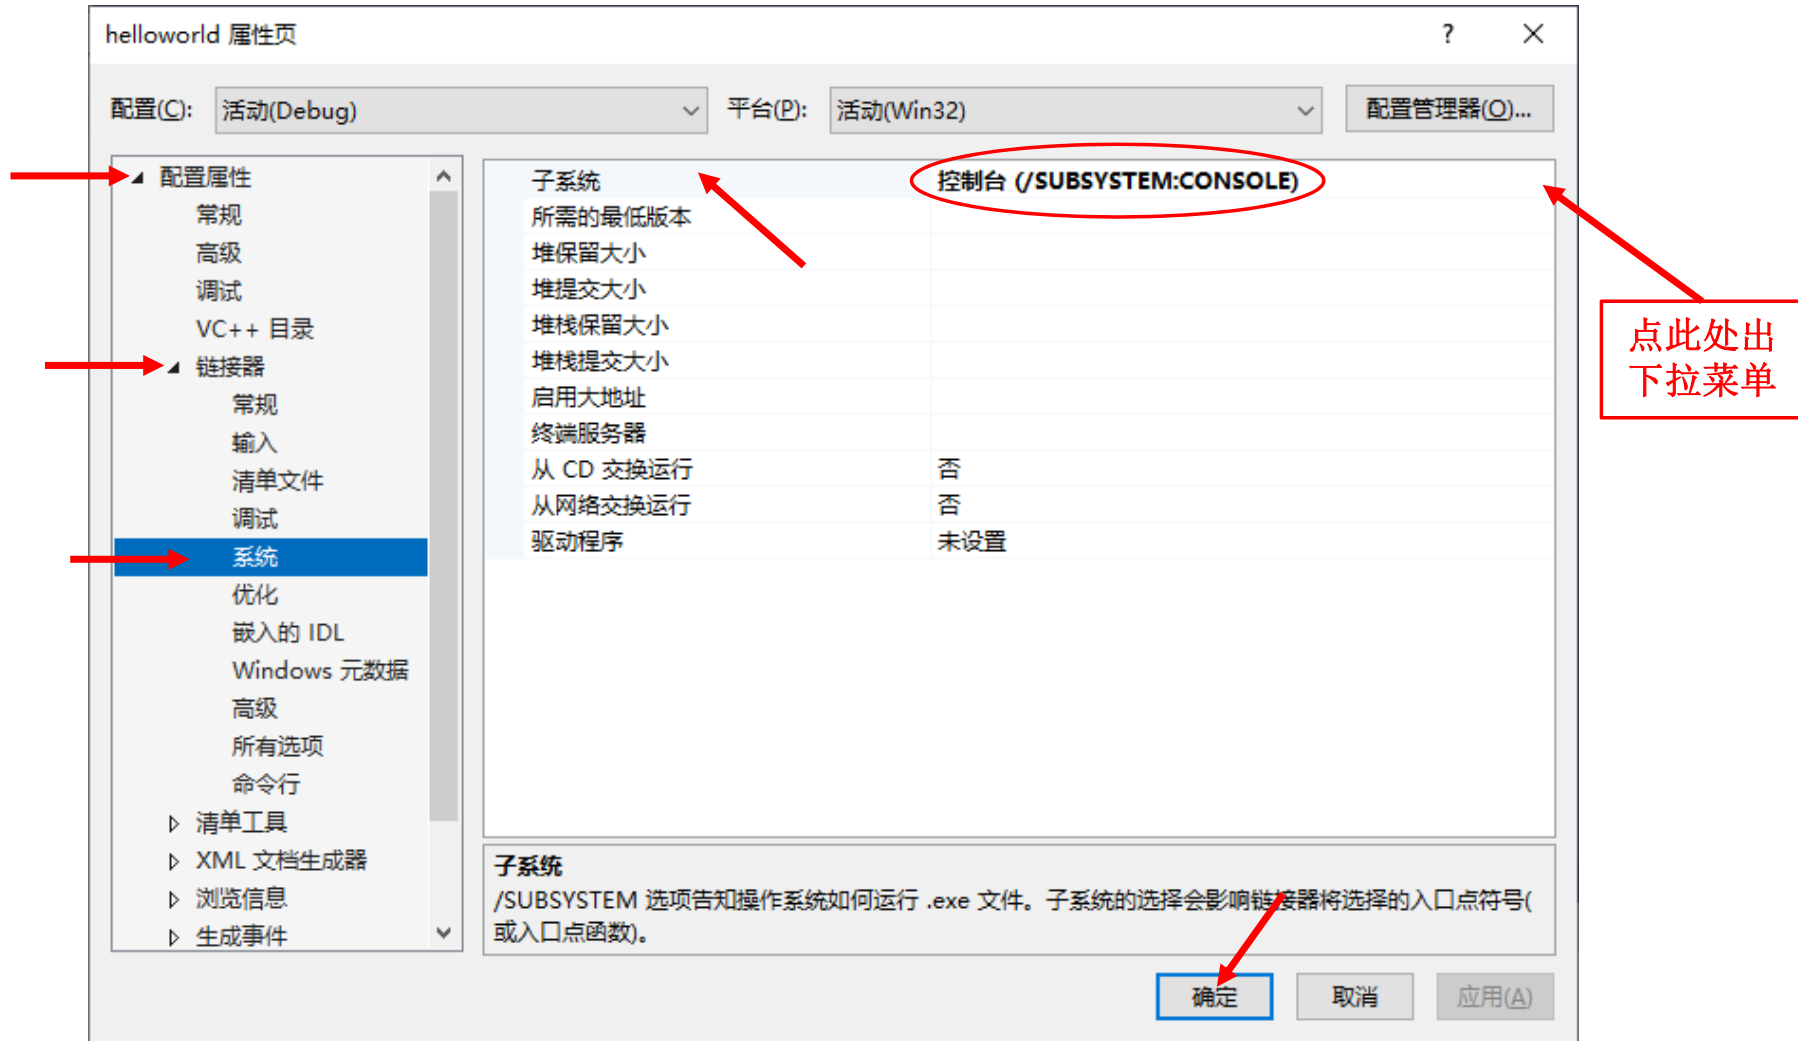 helloworld 属性页
配置(C): 活动(Debug) 平台(P): 活动(Win32) 配置管理器(O)...
配置属性
常规
高级
调试
VC++ 目录
链接器
常规
输入
清单文件
调试
系统
优化
嵌入的 IDL
Windows 元数据
高级
所有选项
命令行
清单工具
XML 文档生成器
浏览信息
生成事件
子系统 控制台 (/SUBSYSTEM:CONSOLE)
所需的最低版本
堆保留大小
堆提交大小
堆栈保留大小
堆栈提交大小
启用大地址
终端服务器
从 CD 交换运行 否
从网络交换运行 否
驱动程序 未设置
点此处出
下拉菜单
子系统
/SUBSYSTEM 选项告知操作系统如何运行 .exe 文件。子系统的选择会影响链接器将选择的入口点符号(
或入口点函数)。
确定 取消 应用(A)